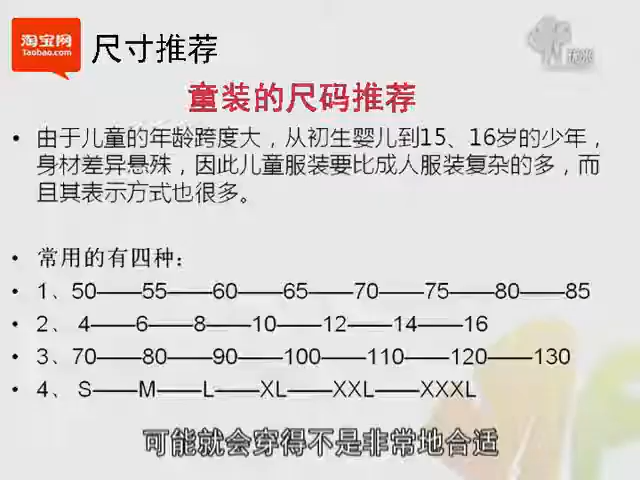 淘宝网
Taobao.com
尺寸推荐
优米
童装的尺码推荐
• 由于儿童的年龄跨度大，从初生婴儿到15、16岁的少年，
身材差异悬殊，因此儿童服装要比成人服装复杂的多，而
且其表示方式也很多。
• 常用的有四种：
• 1、50——55——60——65——70——75——80——85
• 2、 4——6——8——10——12——14——16
• 3、70——80——90——100——110——120——130
• 4、 S——M——L——XL——XXL——XXXL
可能就会穿得不是非常地合适